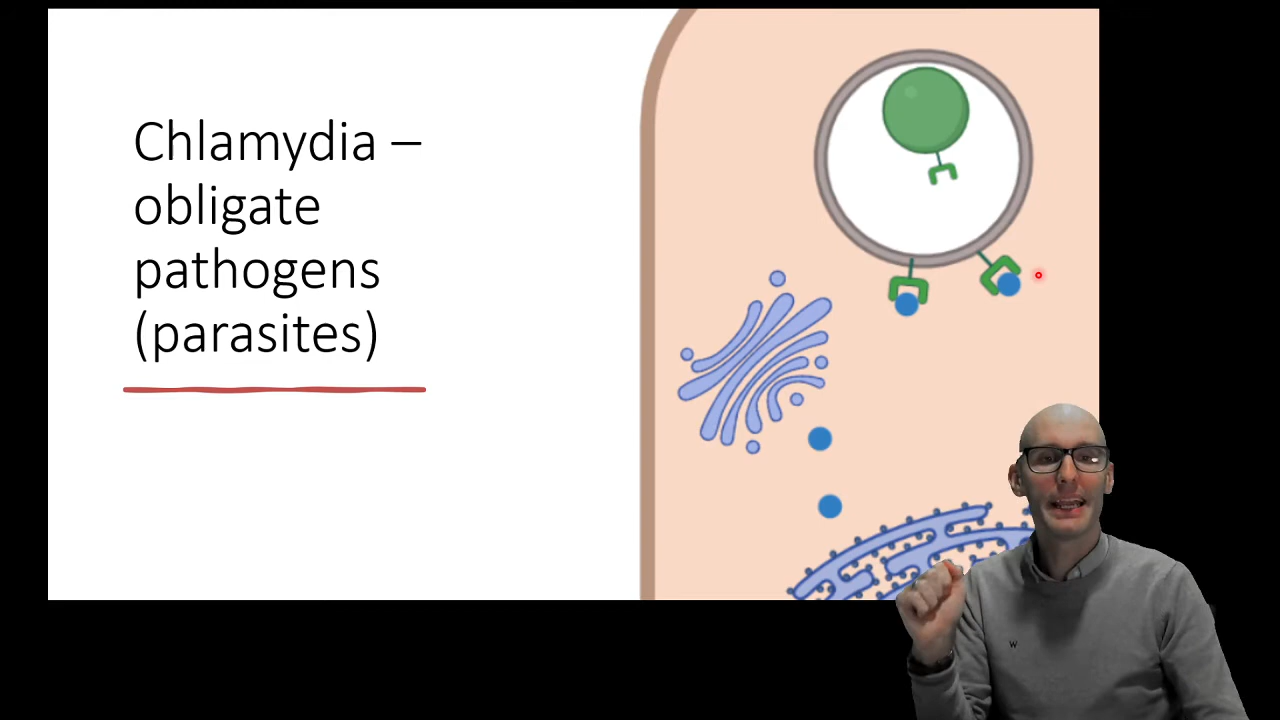 Chlamydia –
obligate
pathogens
(parasites)
W